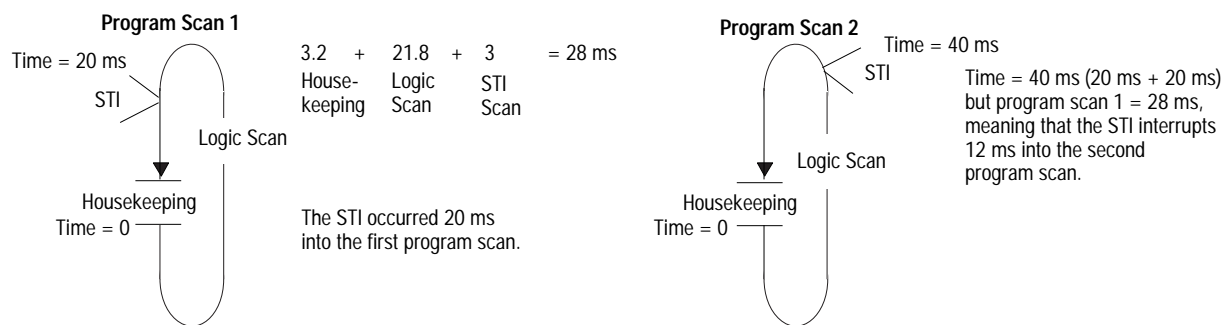 Program Scan 1
Time = 20 ms
STI
3.2 + 21.8 + 3 = 28 ms
House-
keeping
Logic
Scan
STI
Scan
Logic Scan
Housekeeping
Time = 0
The STI occurred 20 ms
into the first program scan.
Program Scan 2
Time = 40 ms
STI
Time = 40 ms (20 ms + 20 ms)
but program scan 1 = 28 ms,
meaning that the STI interrupts
12 ms into the second
program scan.
Logic Scan
Housekeeping
Time = 0